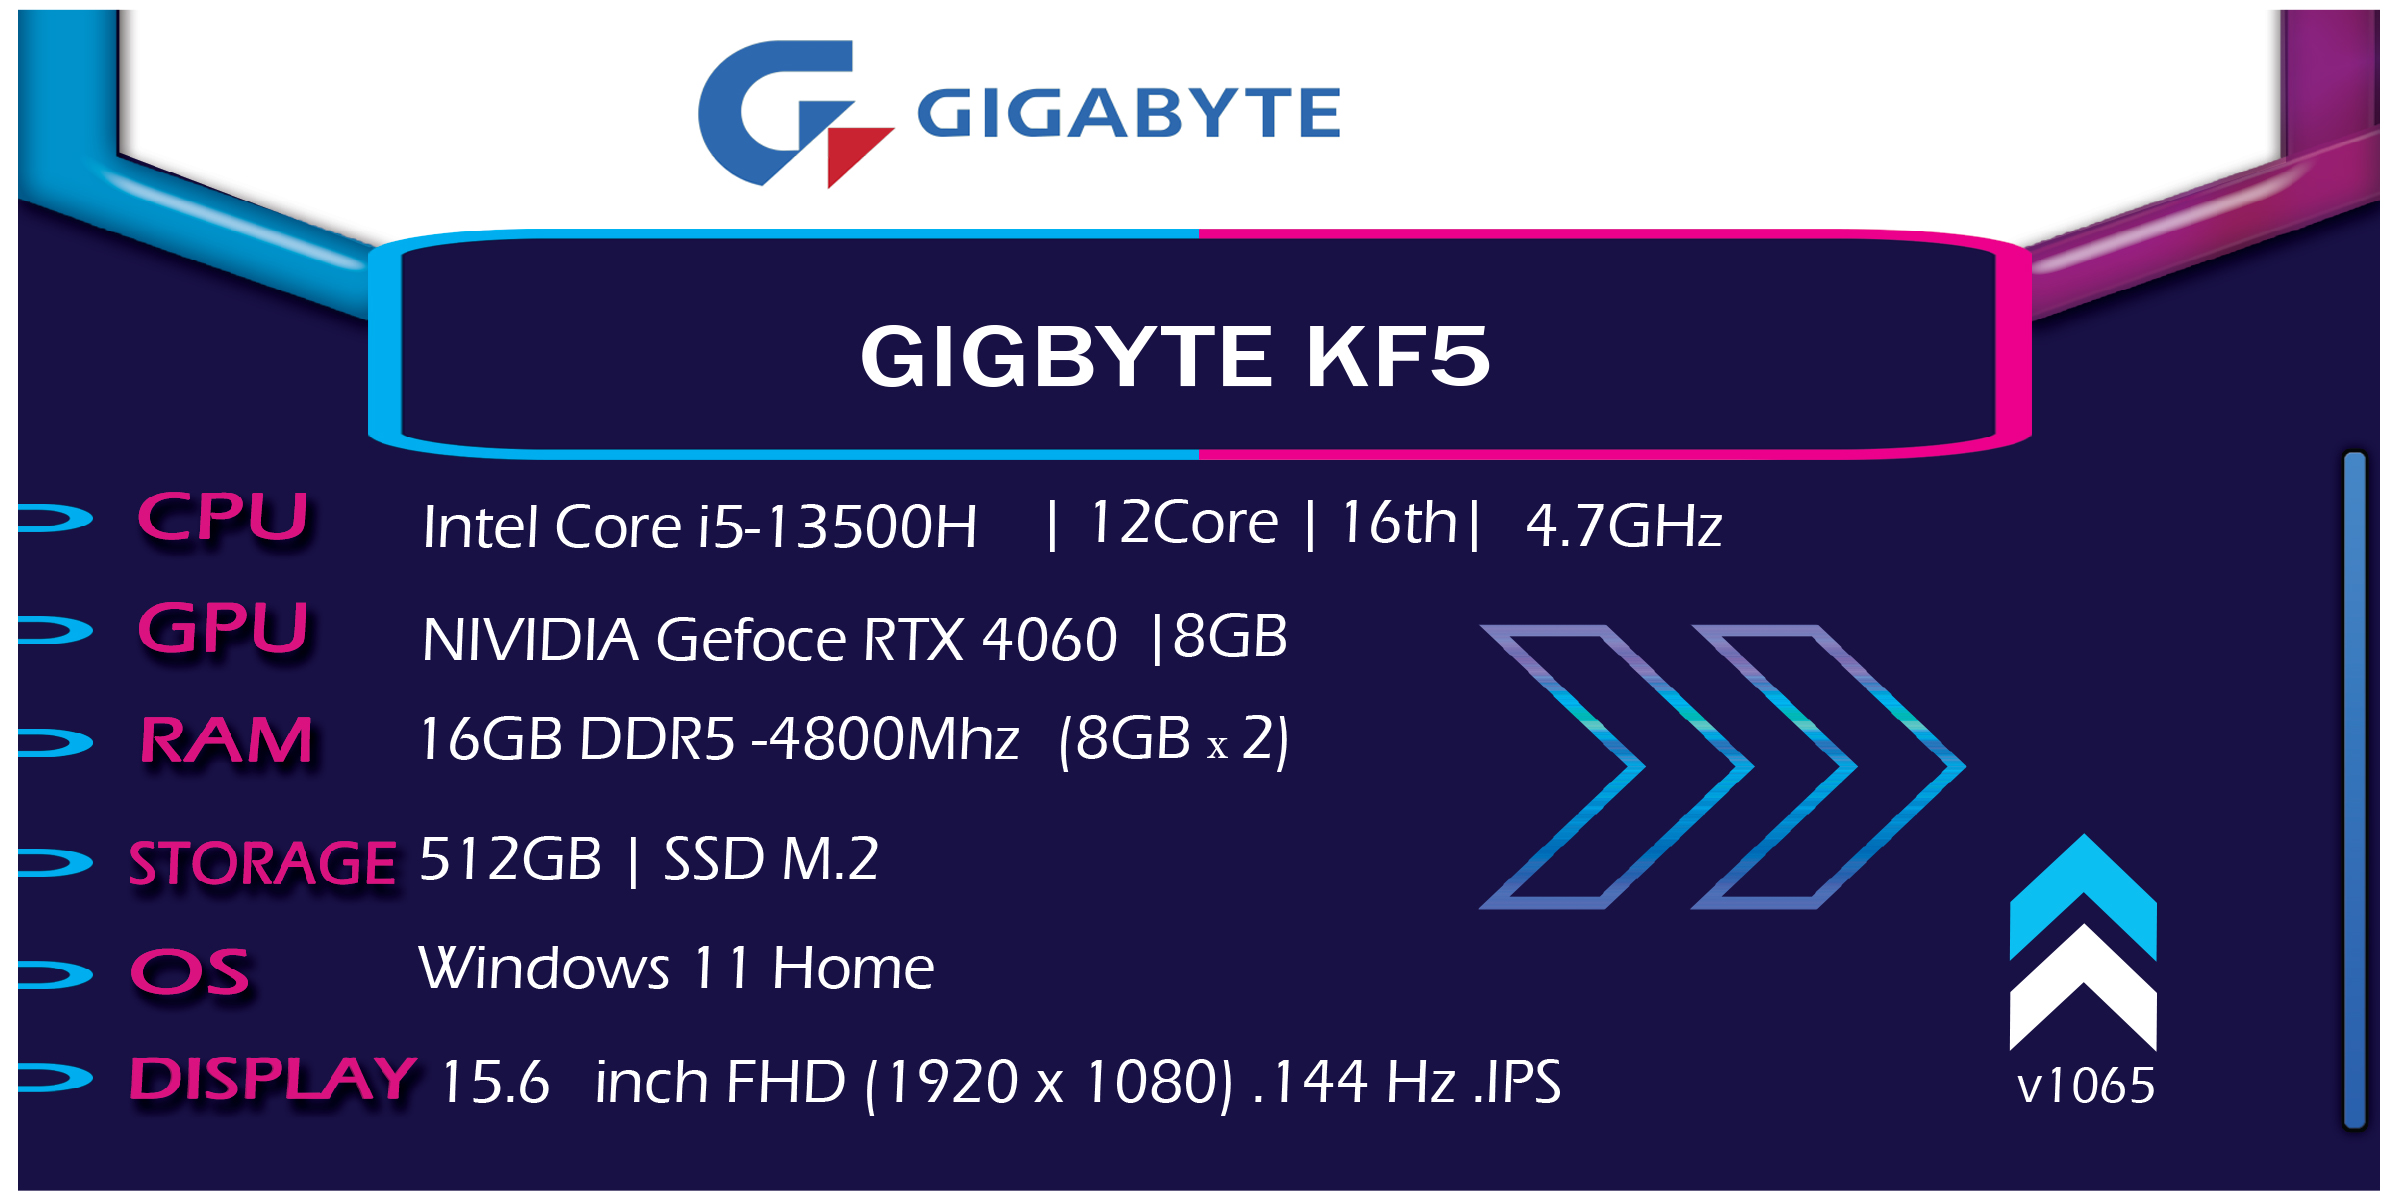 GIGABYTE
GIGBYTE KF5
CPU Intel Core i5-13500H | 12Core | 16th| 4.7GHz
GPU NIVIDIA Gefoce RTX 4060 |8GB
RAM 16GB DDR5 -4800Mhz (8GB x 2)
STORAGE 512GB | SSD M.2
OS Windows 11 Home
DISPLAY 15.6 inch FHD (1920 x 1080) .144 Hz .IPS
v1065